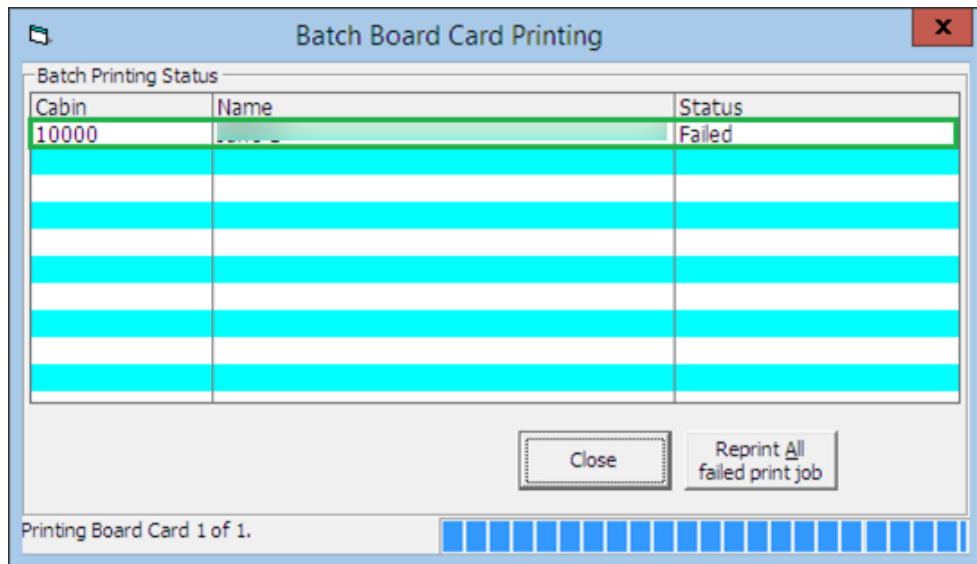 Batch Board Card Printing
x
Batch Printing Status
Cabin Name Status
10000 Failed
Close
Reprint All
failed print job
Printing Board Card 1 of 1.